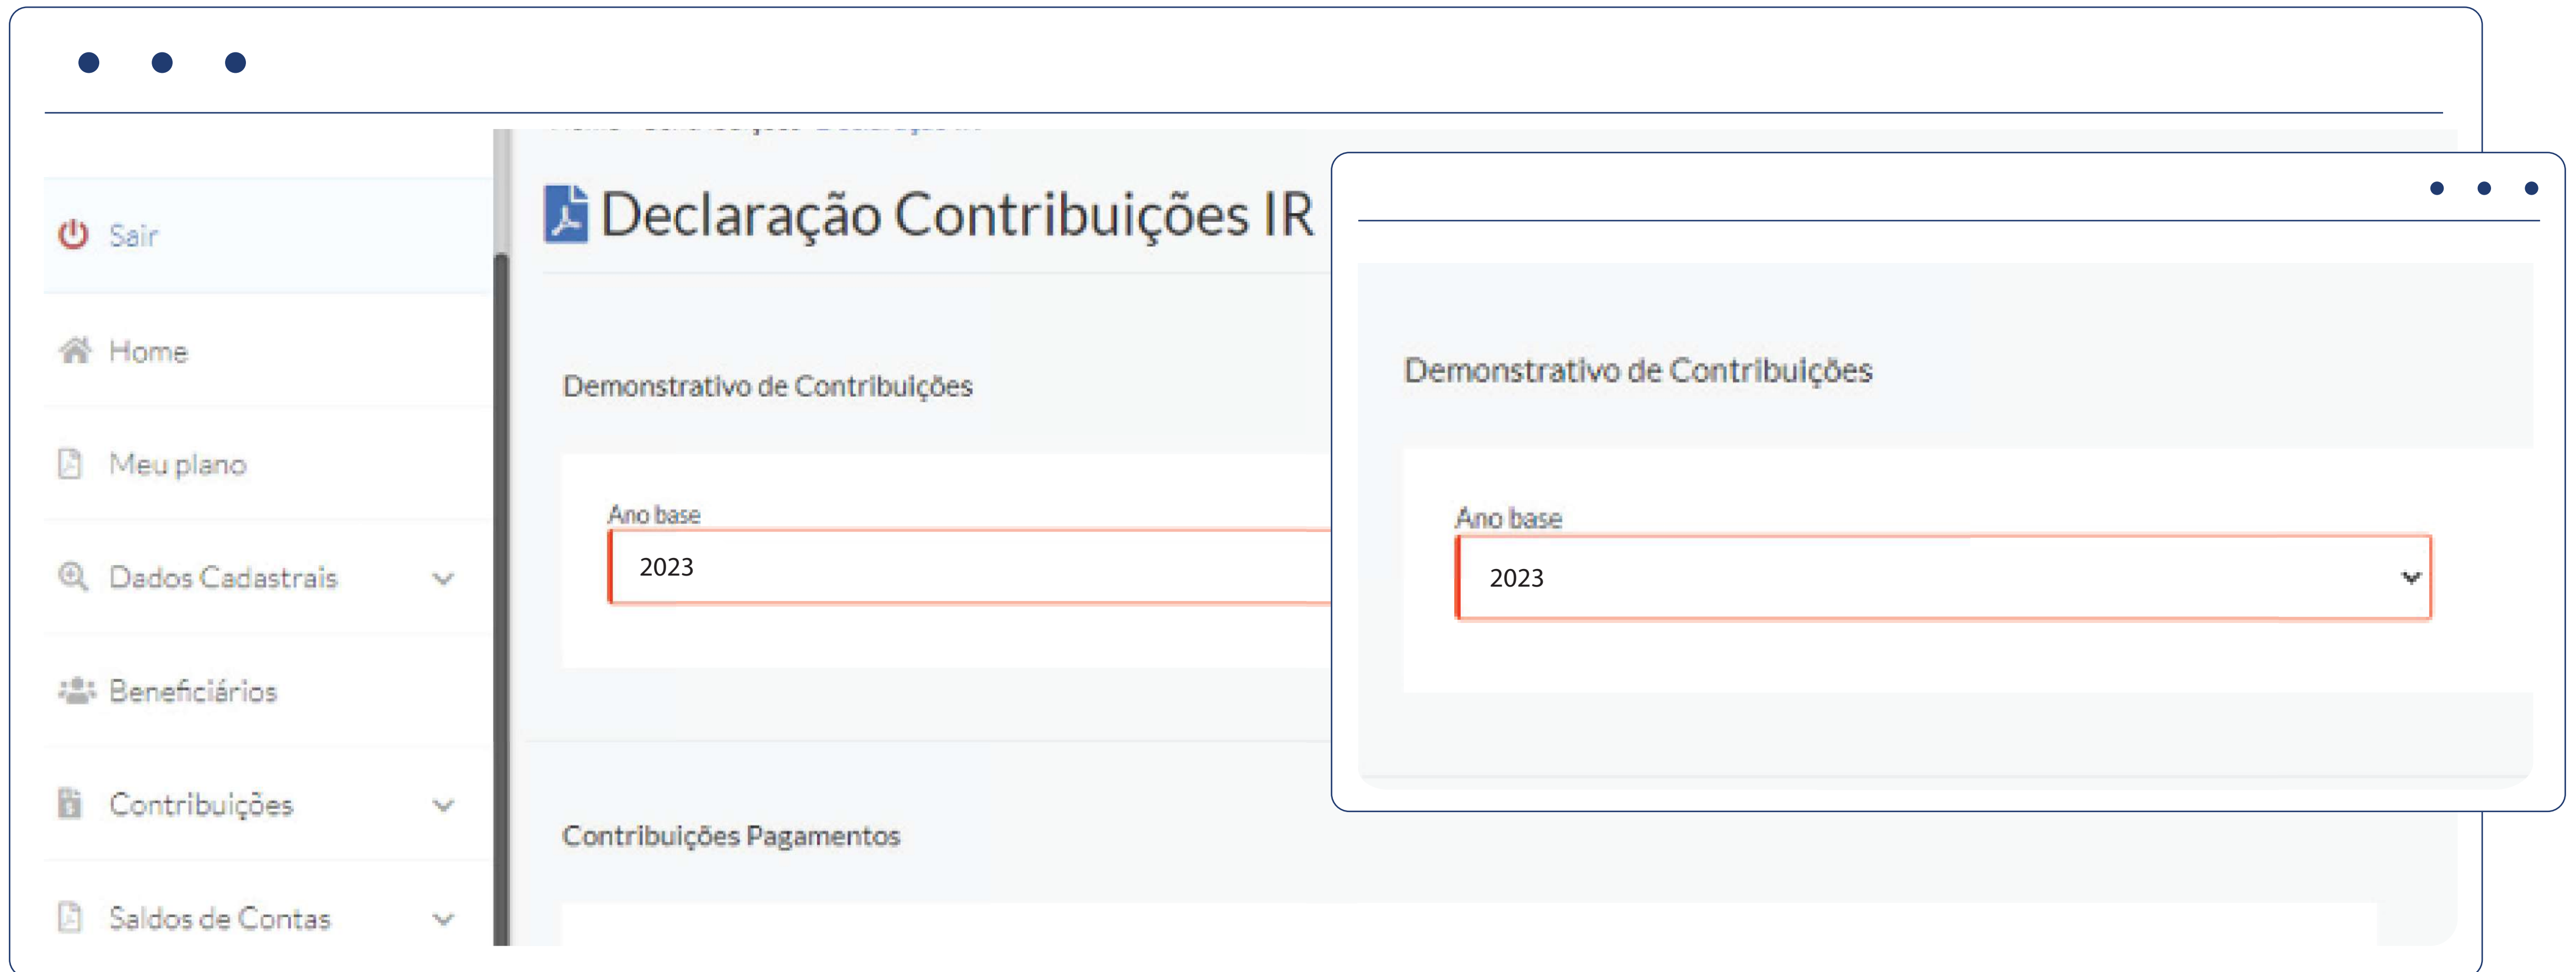 Sair
Home
Meu plano
Dados Cadastrais
Beneficiários
Contribuições
Saldos de Contas
Declaração Contribuições IR
Demonstrativo de Contribuições
Ano base
2023
Contribuições Pagamentos
Demonstrativo de Contribuições
Ano base
2023